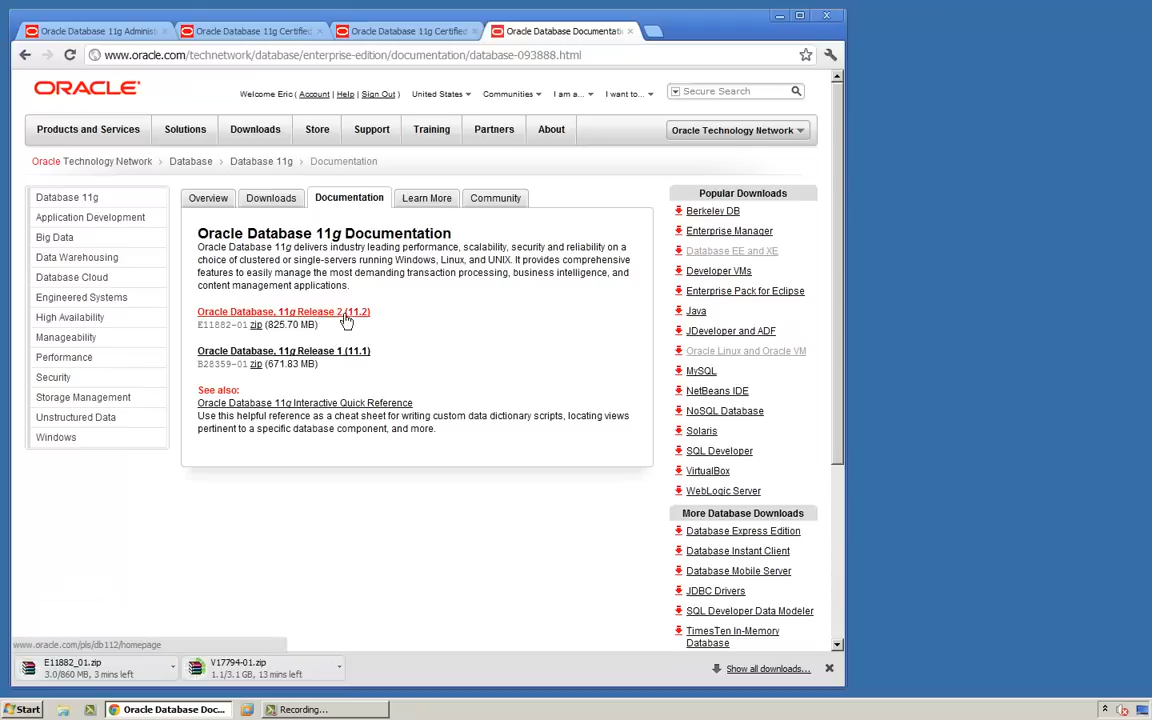 Oracle Database 11g Administ
Oracle Database 11g Certified
Oracle Database 11g Certified
Oracle Database Documentatio
www.oracle.com/technetwork/database/enterprise-edition/documentation/database-093888.html
ORACLE
Welcome Eric ( Account | Help | Sign Out ) United States Communities I am a... I want to... Secure Search
Products and Services Solutions Downloads Store Support Training Partners About Oracle Technology Network
Oracle Technology Network > Database > Database 11g > Documentation
Database 11g
Application Development
Big Data
Data Warehousing
Database Cloud
Engineered Systems
High Availability
Manageability
Performance
Security
Storage Management
Unstructured Data
Windows
Overview Downloads Documentation Learn More Community
Oracle Database 11g Documentation
Oracle Database 11g delivers industry leading performance, scalability, security and reliability on a
choice of clustered or single-servers running Windows, Linux, and UNIX. It provides comprehensive
features to easily manage the most demanding transaction processing, business intelligence, and
content management applications.
Oracle Database, 11g Release 2 (11.2)
E11882-01 zip (825.70 MB)
Oracle Database, 11g Release 1 (11.1)
B28359-01 zip (671.83 MB)
See also:
Oracle Database 11g Interactive Quick Reference
Use this helpful reference as a cheat sheet for writing custom data dictionary scripts, locating views
pertinent to a specific database component, and more.
Popular Downloads
Berkeley DB
Enterprise Manager
Database EE and XE
Developer VMs
Enterprise Pack for Eclipse
Java
JDeveloper and ADF
Oracle Linux and Oracle VM
MySQL
NetBeans IDE
NoSQL Database
Solaris
SQL Developer
VirtualBox
WebLogic Server
More Database Downloads
Database Express Edition
Database Instant Client
Database Mobile Server
JDBC Drivers
SQL Developer Data Modeler
TimesTen In-Memory
Database
www.oracle.com/pls/db112/homepage
E11882_01.zip
3.0/860 MB, 3 mins left
V17794-01.zip
1.1/3.1 GB, 13 mins left
Show all downloads...
Start
Oracle Database Doc...
Recording...